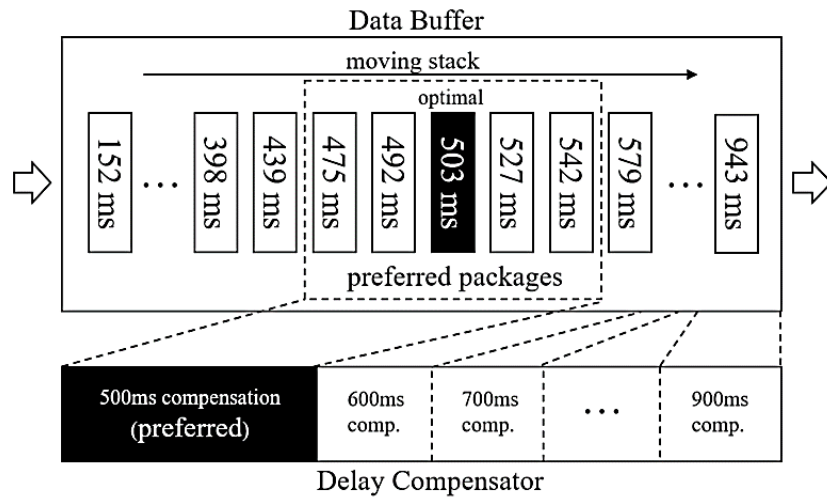 Data Buffer
moving stack
optimal
152 ms
...
398 ms
439 ms
475 ms
492 ms
503 ms
527 ms
542 ms
579 ms
...
943 ms
preferred packages
500ms compensation
(preferred)
600ms
comp.
700ms
comp.
...
900ms
comp.
Delay Compensator